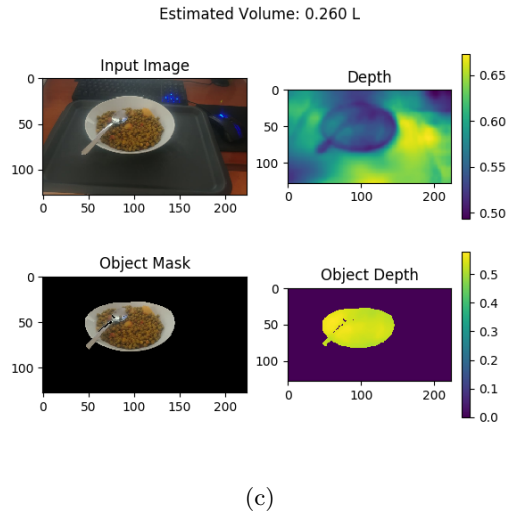 Estimated Volume: 0.260 L
Input Image
Depth
0
50
100
0 50 100 150 200
0
50
100
0 100 200
0.65
0.60
0.55
0.50
Object Mask
Object Depth
0
50
100
0 50 100 150 200
0
50
100
0 100 200
0.5
0.4
0.3
0.2
0.1
0.0
(c)